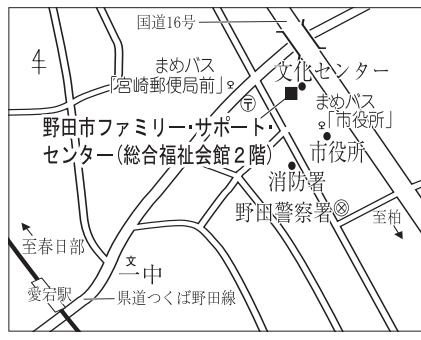 国道16号
まめバス
「宮崎郵便局前」
文化センター
まめバス
「市役所」
野田市ファミリー・サポート・
センター(総合福祉会館2階)
市役所
消防署
野田警察署
至柏
至春日部
文
一中
愛宕駅
県道つくば野田線